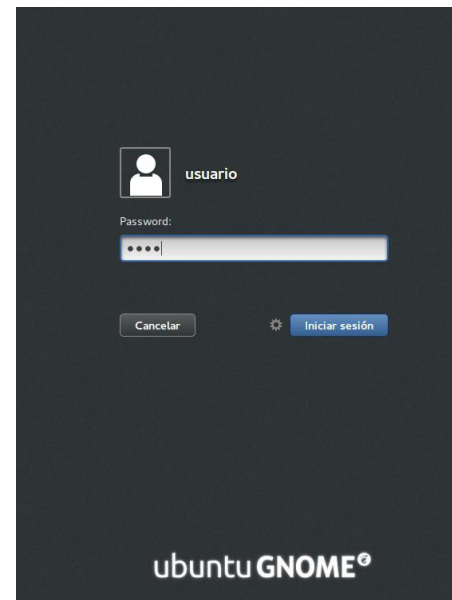 usuario
Password:
••••
Cancelar
Iniciar sesión
ubuntu GNOME